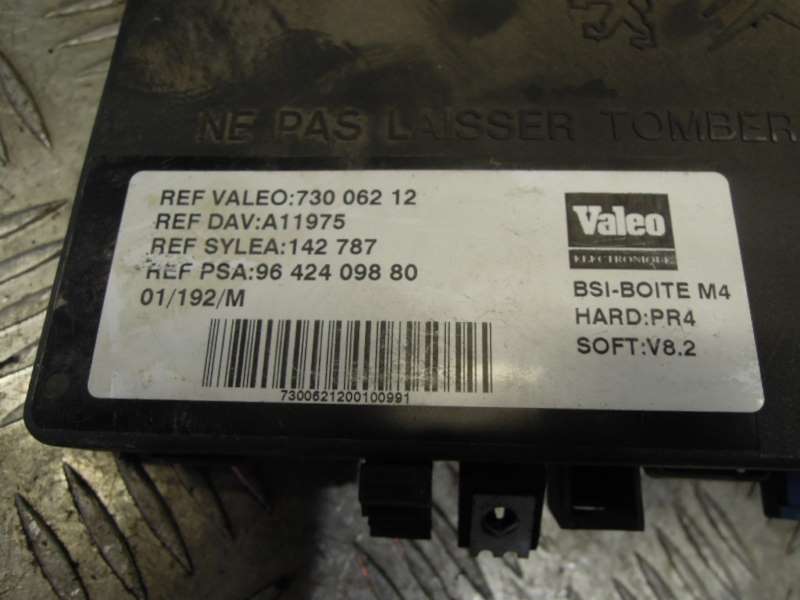 NE PAS LAISSER TOMBER
REF VALEO:730 062 12
REF DAV:A11975
REF SYLEA:142 787
REF PSA:96 424 098 80
01/192/M
7300621200100991
Valeo
ELECTRONIQUE
BSI-BOITE M4
HARD:PR4
SOFT:V8.2